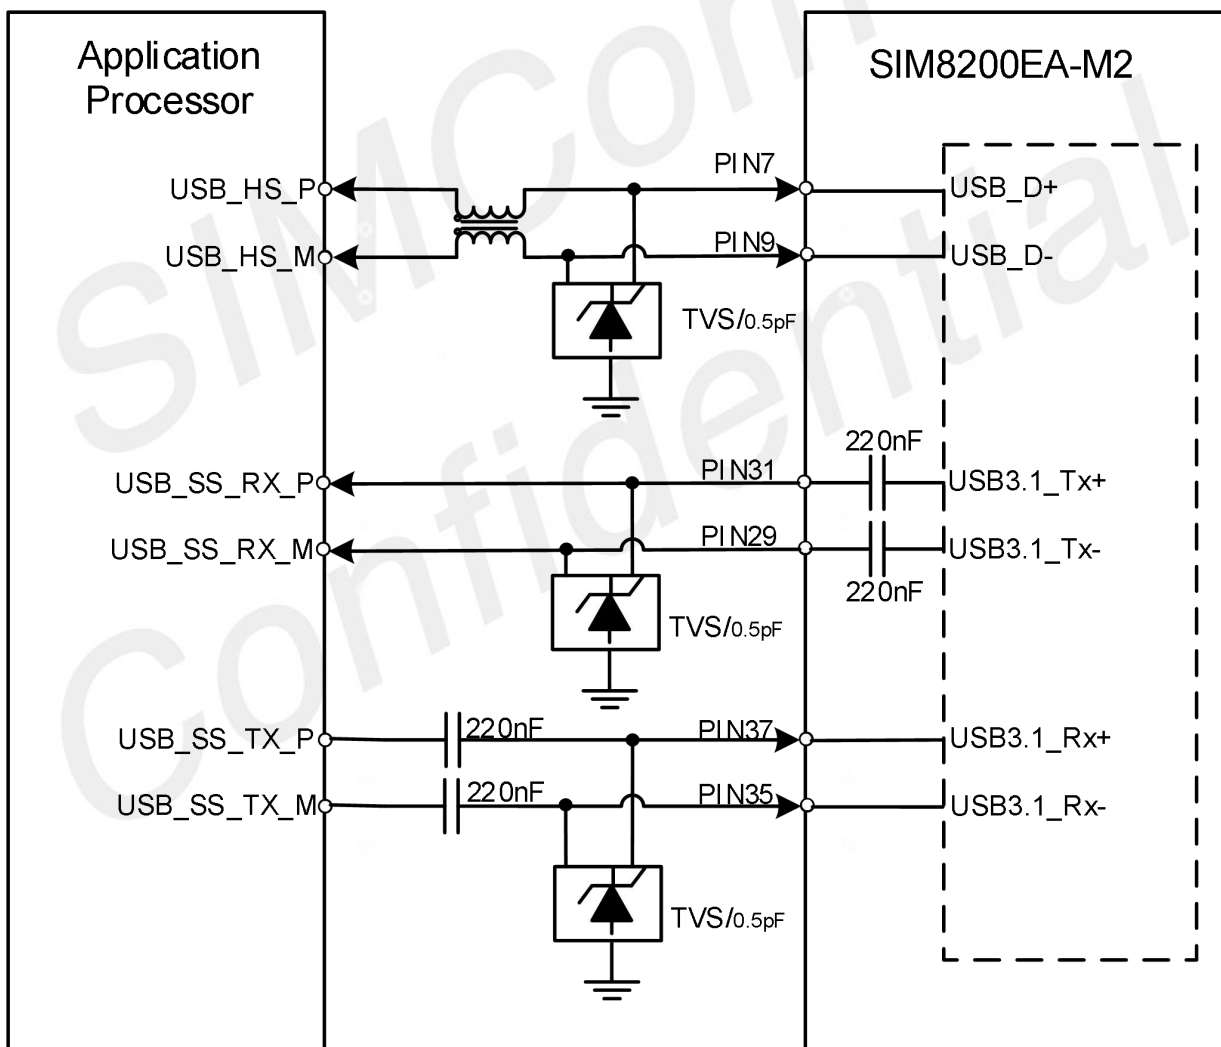 Application
Processor
SIM8200EA-M2
USB_HS_P
PIN7
USB_D+
USB_HS_M
PIN9
USB_D-
TVS/0.5pF
220nF
USB_SS_RX_P
PIN31
USB3.1_Tx+
USB_SS_RX_M
PIN29
USB3.1_Tx-
220nF
TVS/0.5pF
USB_SS_TX_P
220nF
PIN37
USB3.1_Rx+
USB_SS_TX_M
220nF
PIN35
USB3.1_Rx-
TVS/0.5pF
SIMCom
Confidential